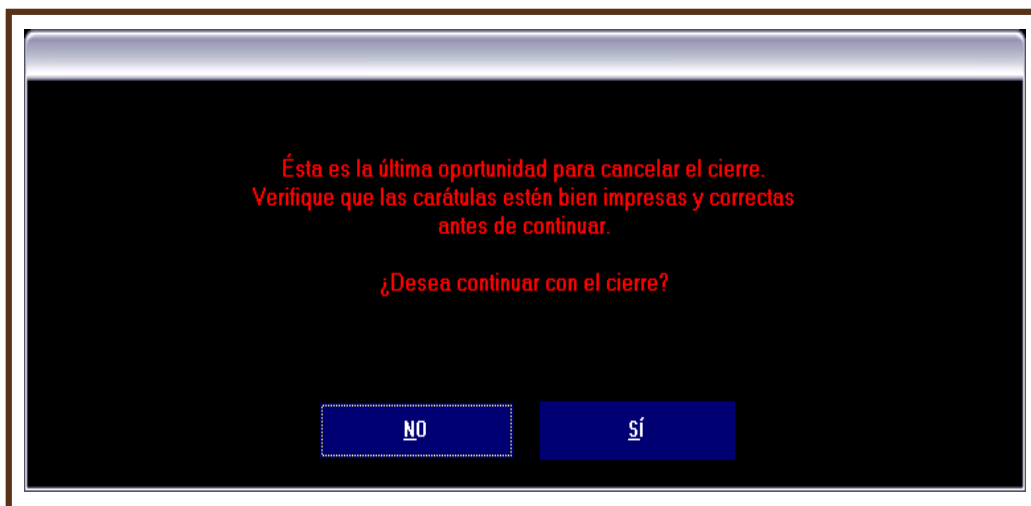 Ésta es la última oportunidad para cancelar el cierre.
Verifique que las carátulas estén bien impresas y correctas
antes de continuar.
¿Desea continuar con el cierre?
NO
SÍ